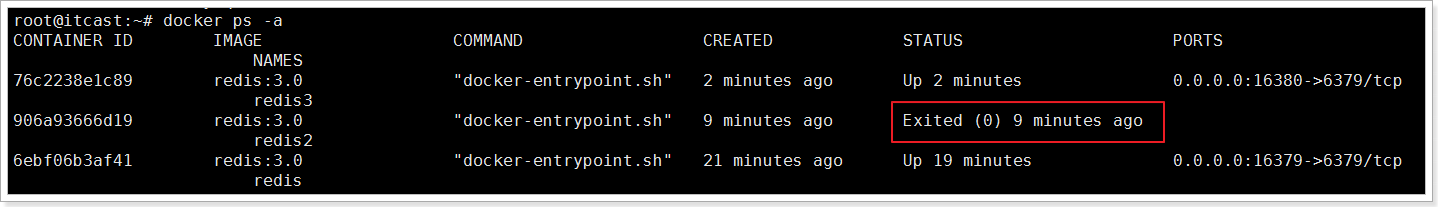 root@itcast:~# docker ps -a
CONTAINER ID IMAGE COMMAND CREATED STATUS PORTS
NAMES
76c2238e1c89 redis:3.0 "docker-entrypoint.sh" 2 minutes ago Up 2 minutes 0.0.0.0:16380->6379/tcp
redis3
906a93666d19 redis:3.0 "docker-entrypoint.sh" 9 minutes ago Exited (0) 9 minutes ago
redis2
6ebf06b3af41 redis:3.0 "docker-entrypoint.sh" 21 minutes ago Up 19 minutes 0.0.0.0:16379->6379/tcp
redis